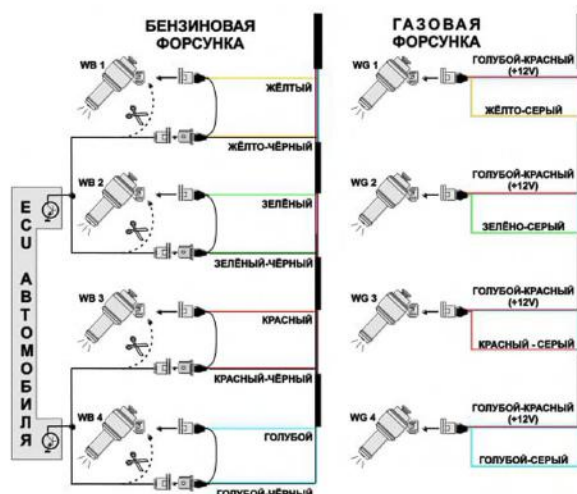 БЕНЗИНОВАЯ
ФОРСУНКА
ГАЗОВАЯ
ФОРСУНКА
WB 1
ЖЁЛТЫЙ
ЖЁЛТО-ЧЁРНЫЙ
WB 2
ЗЕЛЁНЫЙ
ЗЕЛЁНЫЙ-ЧЁРНЫЙ
WB 3
КРАСНЫЙ
КРАСНЫЙ-ЧЁРНЫЙ
WB 4
ГОЛУБОЙ
ГОЛУБОЙ-ЧЁРНЫЙ
ECU АВТОМОБИЛЯ
WG 1
ГОЛУБОЙ-КРАСНЫЙ
(+12V)
ЖЁЛТО-СЕРЫЙ
WG 2
ГОЛУБОЙ-КРАСНЫЙ
(+12V)
ЗЕЛЁНО-СЕРЫЙ
WG 3
ГОЛУБОЙ-КРАСНЫЙ
(+12V)
КРАСНЫЙ - СЕРЫЙ
WG 4
ГОЛУБОЙ-КРАСНЫЙ
(+12V)
ГОЛУБОЙ-СЕРЫЙ